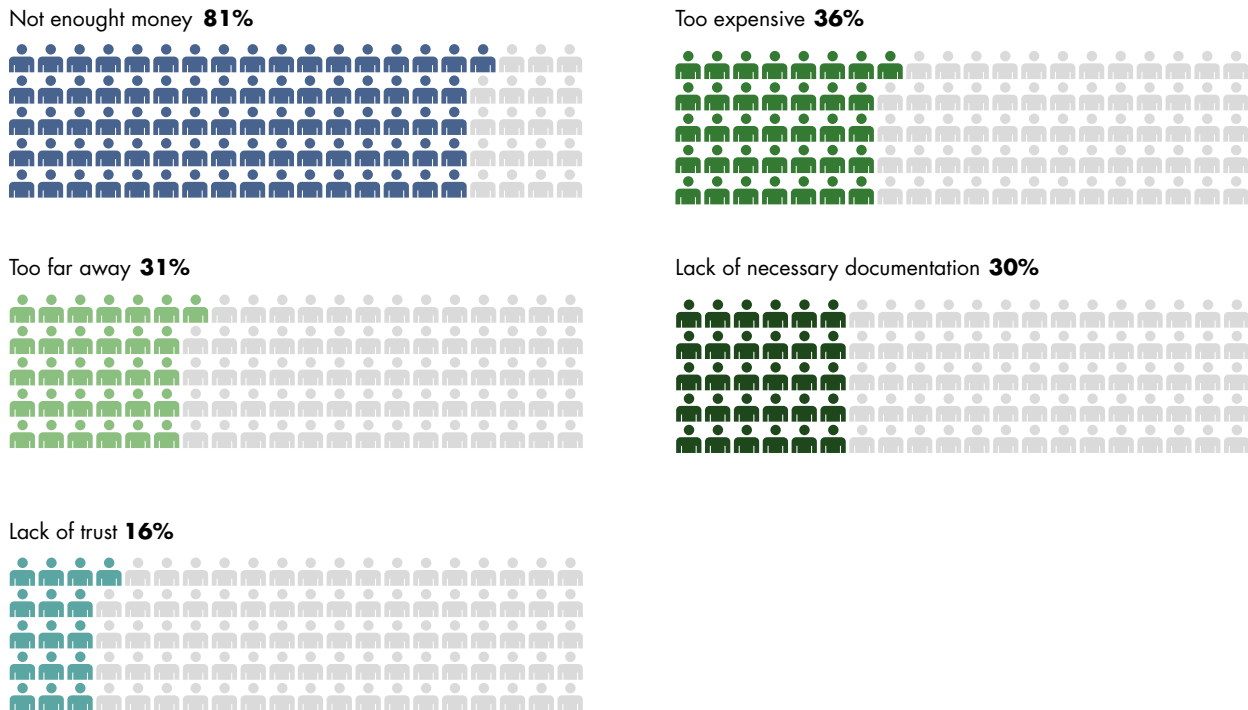 Not enought money 81%
Too expensive 36%
Too far away 31%
Lack of necessary documentation 30%
Lack of trust 16%